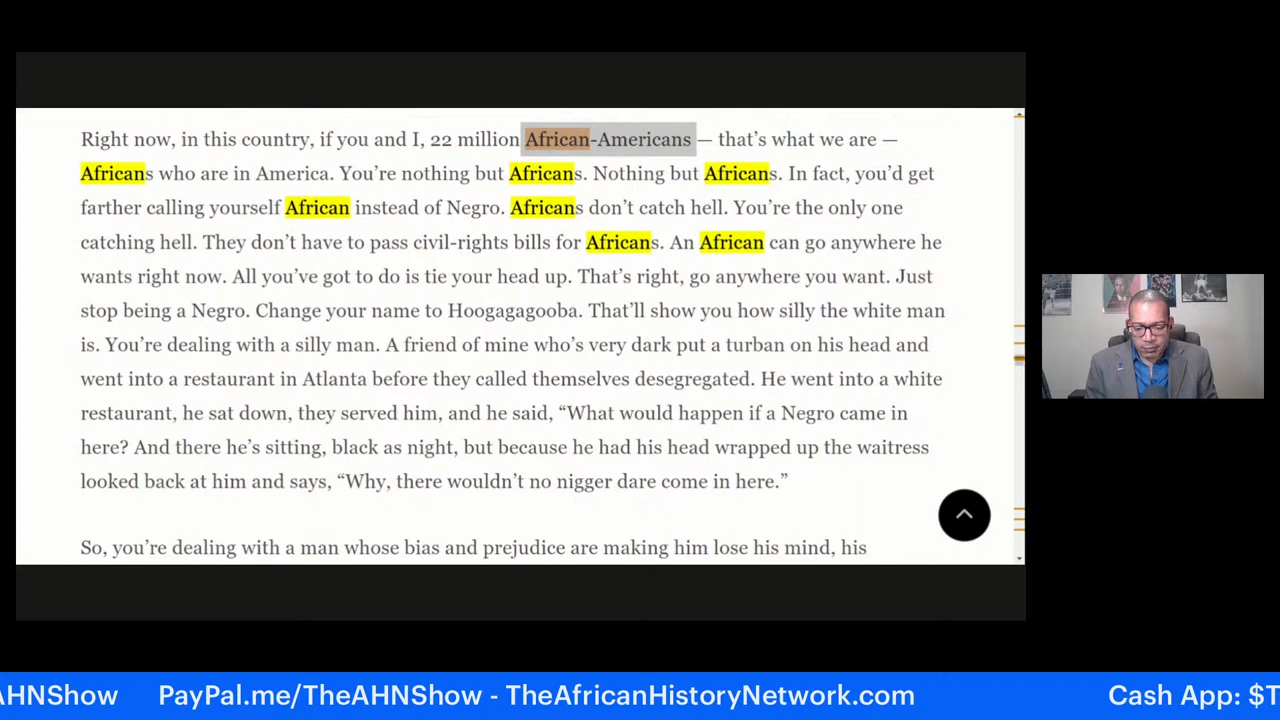 Right now, in this country, if you and I, 22 million African-Americans — that’s what we are —
Africans who are in America. You’re nothing but Africans. Nothing but Africans. In fact, you’d get
farther calling yourself African instead of Negro. Africans don’t catch hell. You’re the only one
catching hell. They don’t have to pass civil-rights bills for Africans. An African can go anywhere he
wants right now. All you’ve got to do is tie your head up. That’s right, go anywhere you want. Just
stop being a Negro. Change your name to Hoogagagooba. That’ll show you how silly the white man
is. You’re dealing with a silly man. A friend of mine who’s very dark put a turban on his head and
went into a restaurant in Atlanta before they called themselves desegregated. He went into a white
restaurant, he sat down, they served him, and he said, “What would happen if a Negro came in
here? And there he’s sitting, black as night, but because he had his head wrapped up the waitress
looked back at him and says, “Why, there wouldn’t no nigger dare come in here.”
So, you’re dealing with a man whose bias and prejudice are making him lose his mind, his
AHNShow PayPal.me/TheAHNShow - TheAfricanHistoryNetwork.com Cash App: $T